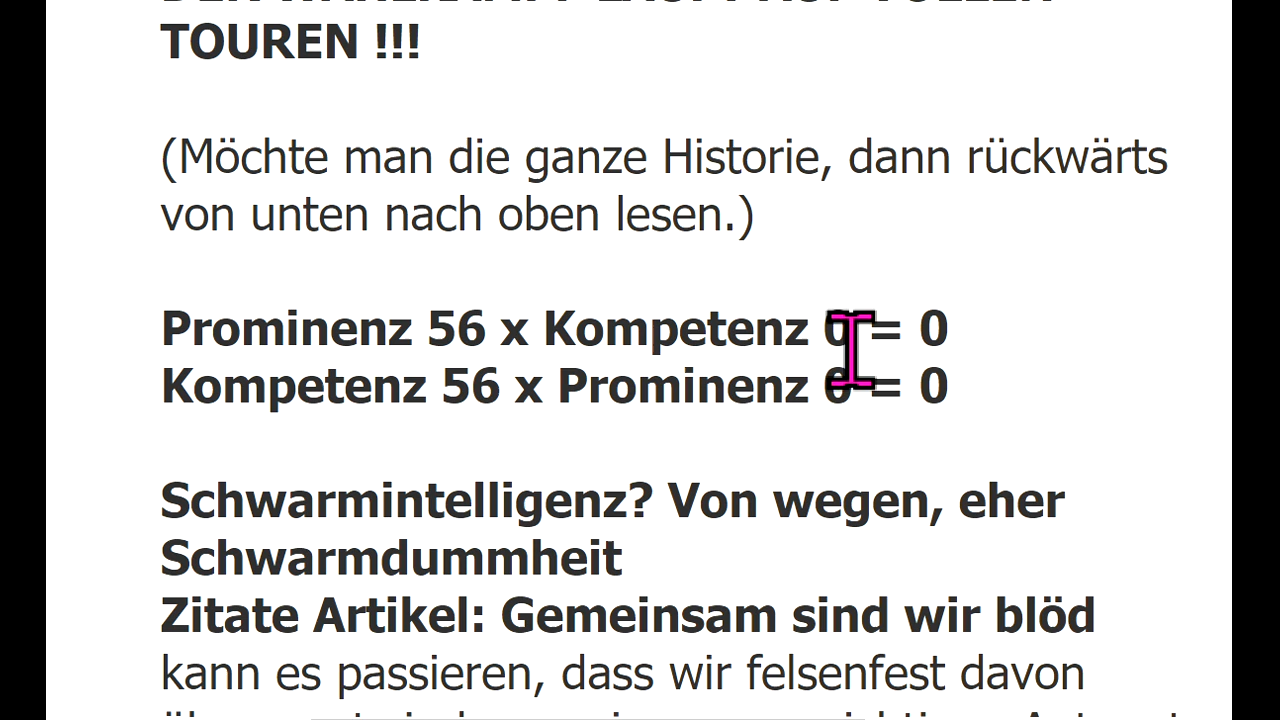 TOUREN !!!
(Möchte man die ganze Historie, dann rückwärts
von unten nach oben lesen.)
Prominenz 56 x Kompetenz 0 = 0
Kompetenz 56 x Prominenz 0 = 0
Schwarmintelligenz? Von wegen, eher
Schwarmdummheit
Zitate Artikel: Gemeinsam sind wir blöd
kann es passieren, dass wir felsenfest davon